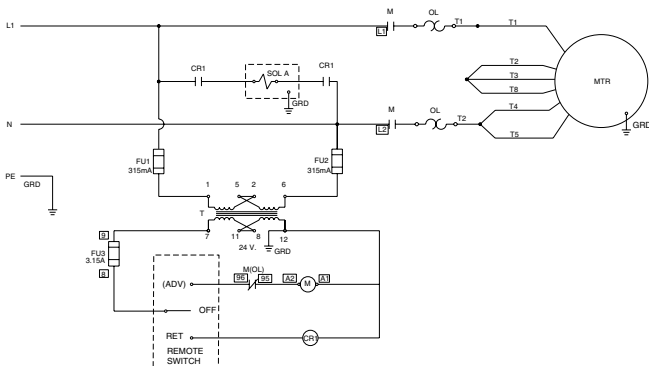 L1
M
L1
OL
T1
T1
T2
T3
T8
T4
T5
MTR
GRD
CR1
SOL A
CR1
GRD
N
M
L2
OL
T2
FU1
315mA
FU2
315mA
PE
GRD
1
5
2
6
T
7
11
8
12
24 V.
GRD
9
FU3
3.15A
8
M(OL)
(ADV)
96
95
A2
M
A1
OFF
RET
CR1
REMOTE
SWITCH